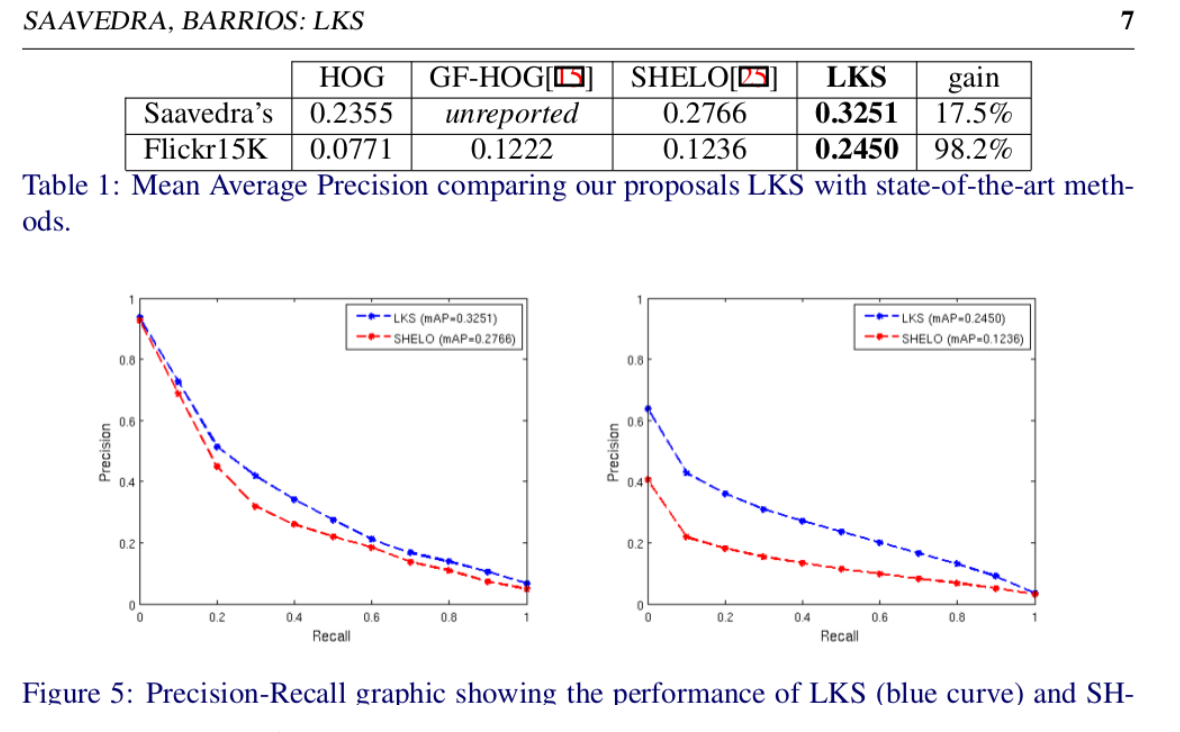 SAAVEDRA, BARRIOS: LKS 7
HOG GF-HOG[15] SHELO[25] LKS gain
Saavedra's 0.2355 unreported 0.2766 0.3251 17.5%
Flickr15K 0.0771 0.1222 0.1236 0.2450 98.2%
Table 1: Mean Average Precision comparing our proposals LKS with state-of-the-art meth-
ods.
1
0.8
0.6
0.4
0.2
0
Precision
LKS (mAP=0.3251)
SHELO (mAP=0.2766)
0 0.2 0.4 0.6 0.8 1
Recall
1
0.8
0.6
0.4
0.2
0
Precision
LKS (mAP=0.2450)
SHELO (mAP=0.1236)
0 0.2 0.4 0.6 0.8 1
Recall
Figure 5: Precision-Recall graphic showing the performance of LKS (blue curve) and SH-